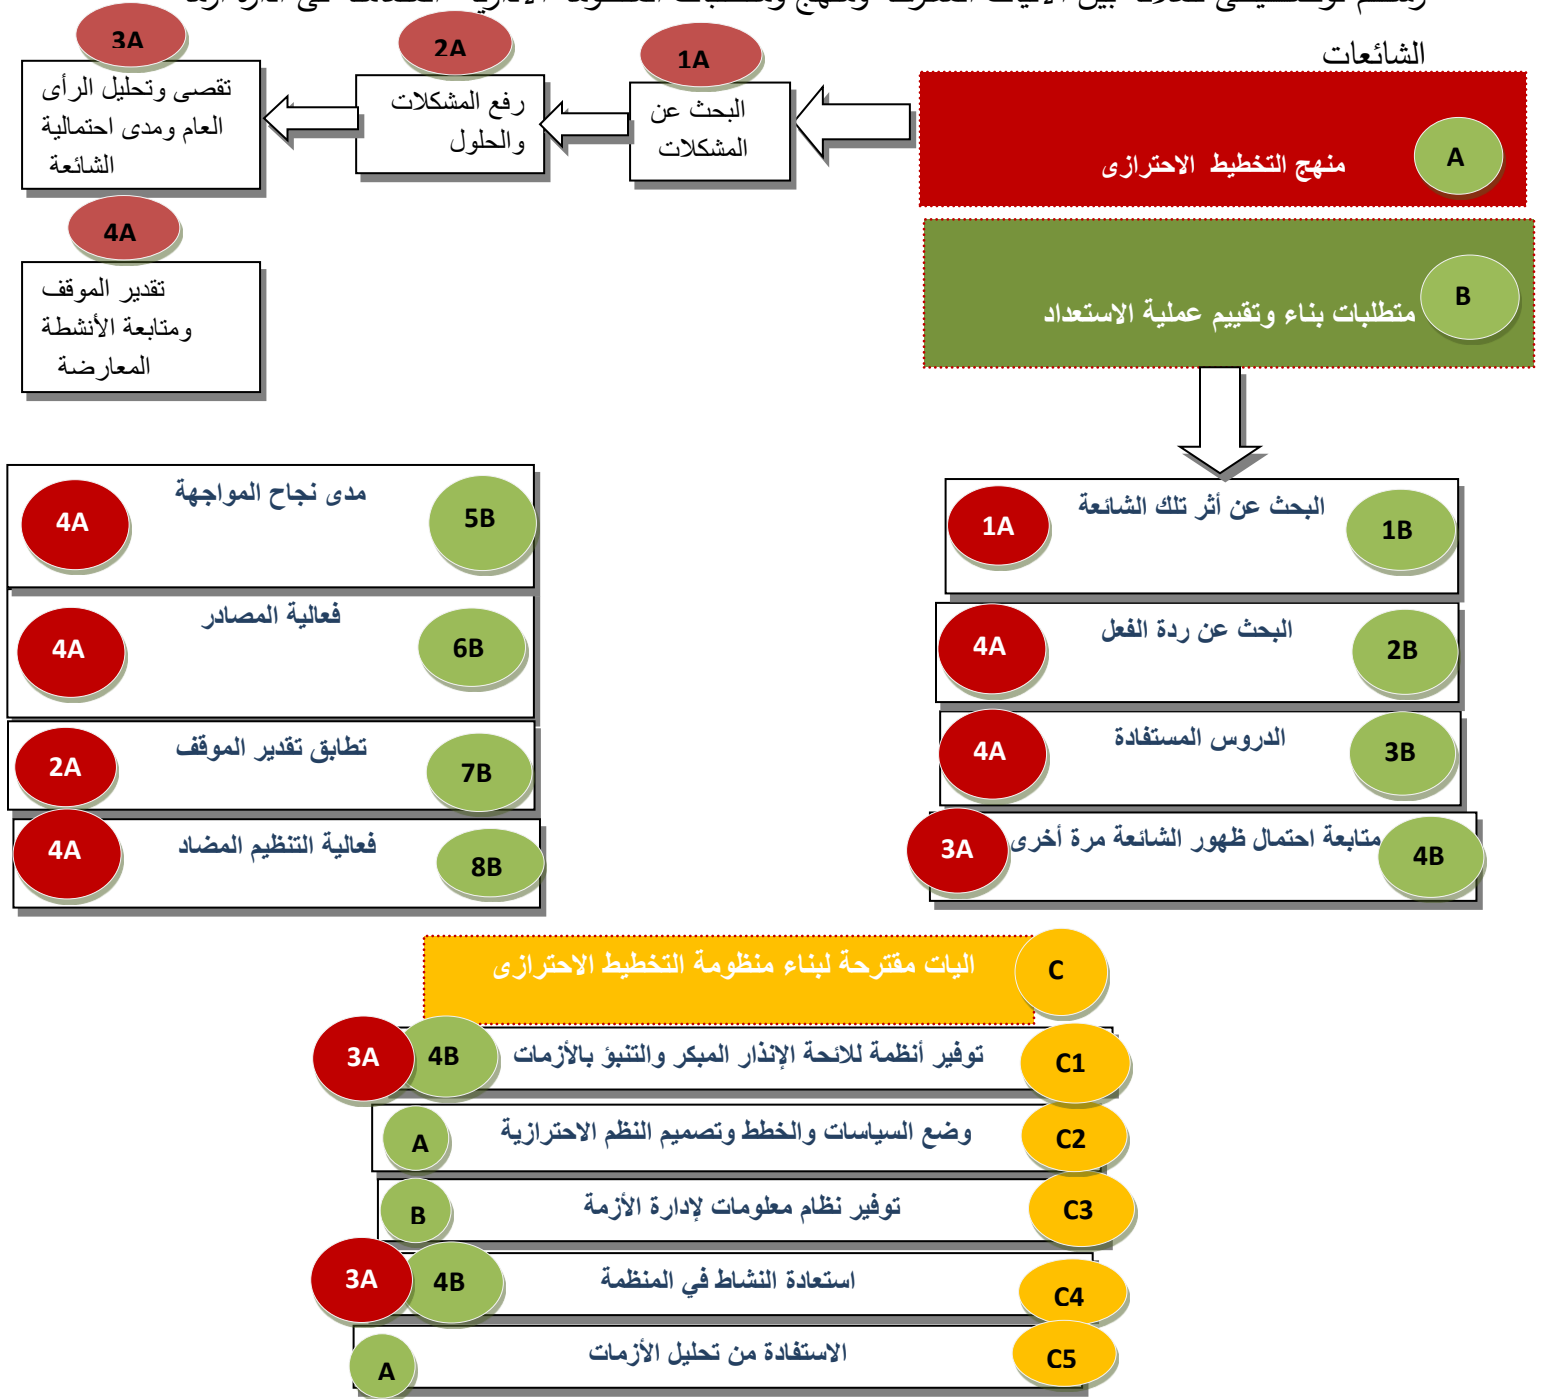 الشائعات
A
منهج التخطيط الاحترازى
1A
البحث عن
المشكلات
2A
رفع المشكلات
والحلول
3A
تقصى وتحليل الرأى
العام ومدى احتمالية
الشائعة
4A
تقدير الموقف
ومتابعة الأنشطة
المعارضة
B
متطلبات بناء وتقييم عملية الاستعداد
1B
البحث عن أثر تلك الشائعة
1A
2B
البحث عن ردة الفعل
4A
3B
الدروس المستفادة
4A
4B
متابعة احتمال ظهور الشائعة مرة أخرى
3A
5B
مدى نجاح المواجهة
4A
6B
فعالية المصادر
4A
7B
تطابق تقدير الموقف
2A
8B
فعالية التنظيم المضاد
4A
C
اليات مقترحة لبناء منظومة التخطيط الاحترازى
C1
توفير أنظمة للائحة الإنذار المبكر والتنبؤ بالأزمات
4B
3A
C2
وضع السياسات والخطط وتصميم النظم الاحترازية
A
C3
توفير نظام معلومات لإدارة الأزمة
B
C4
استعادة النشاط في المنظمة
4B
3A
C5
الاستفادة من تحليل الأزمات
A